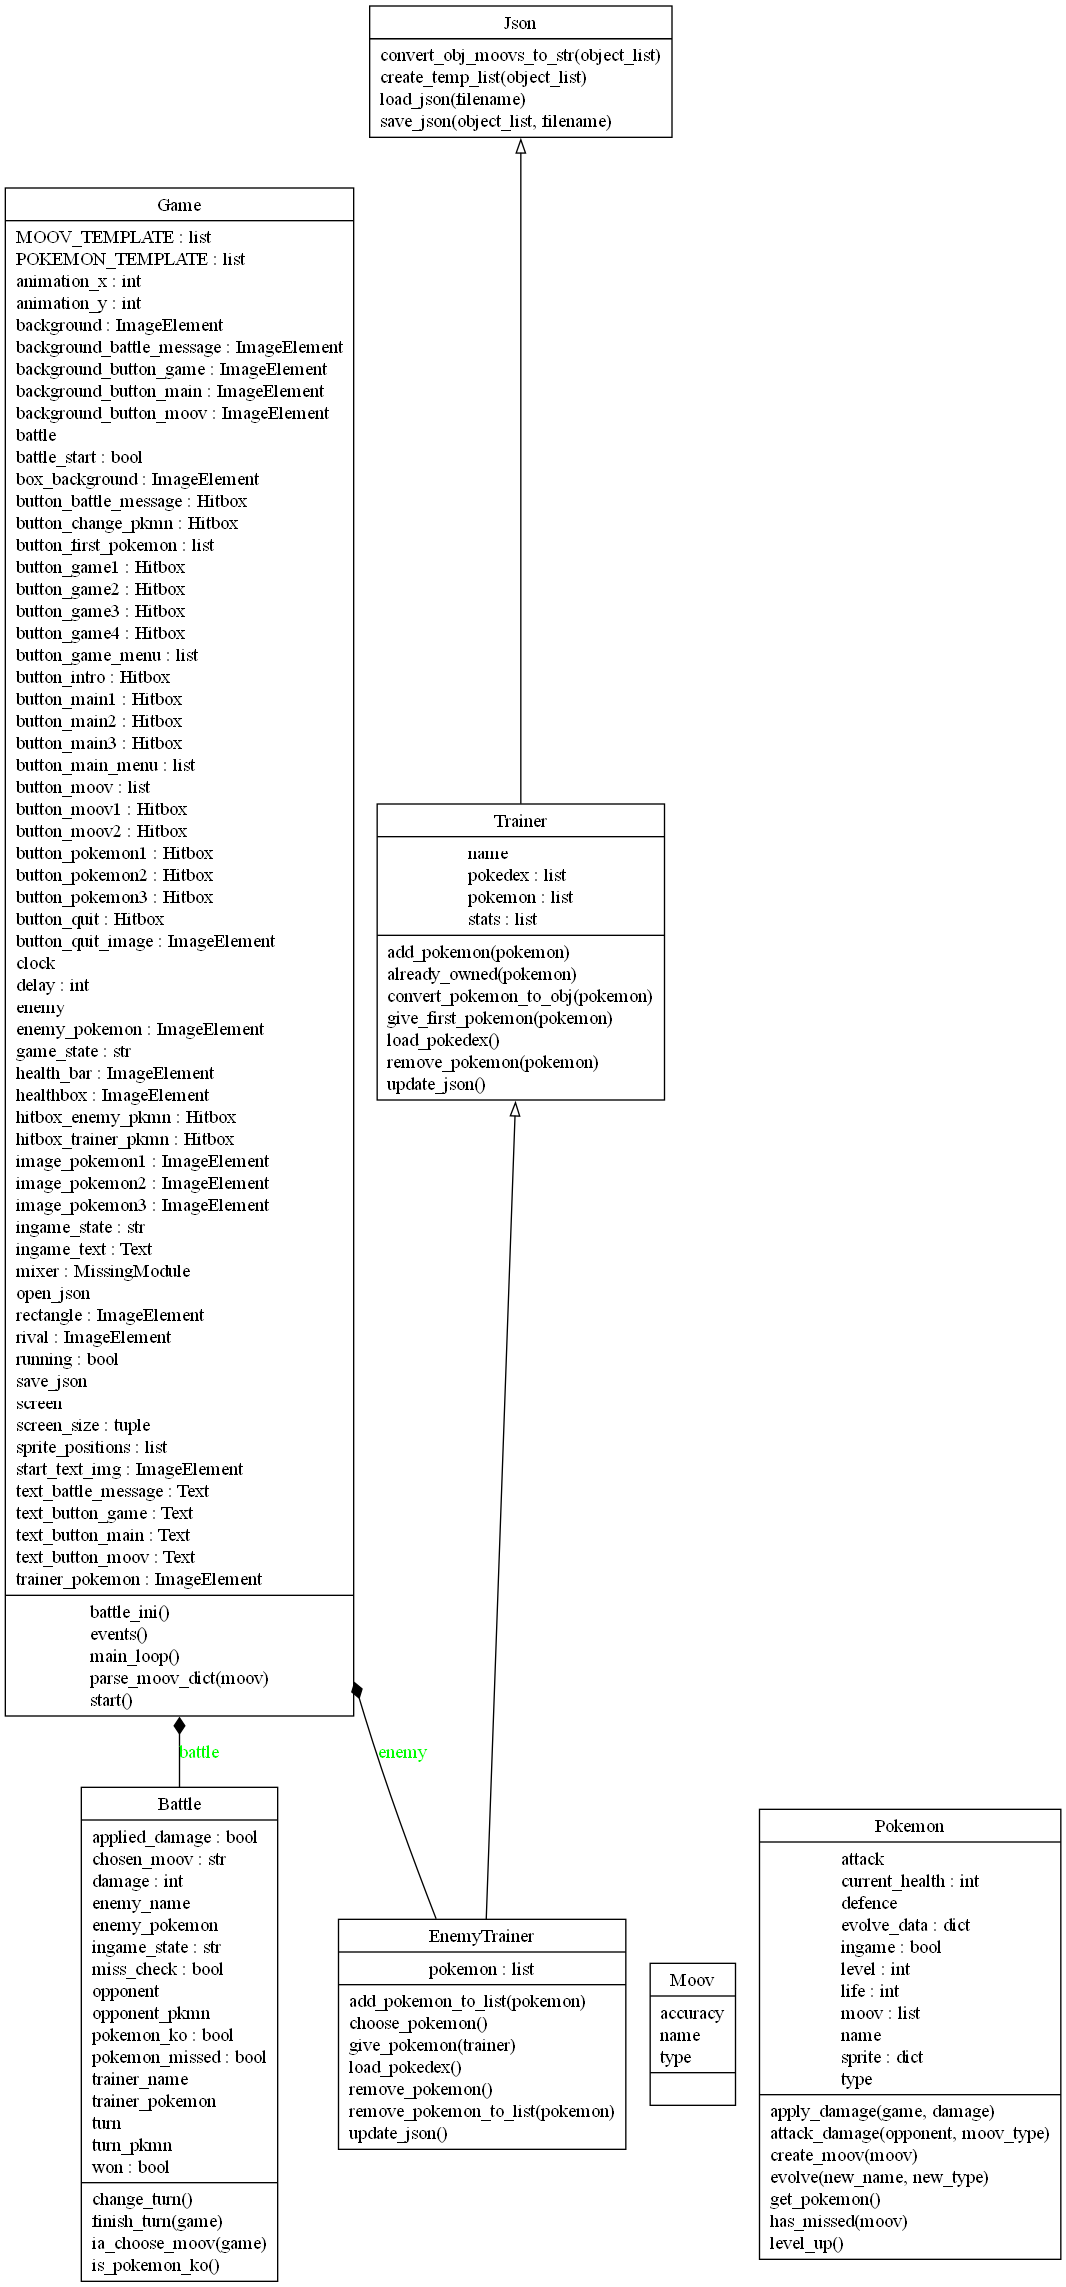 Json
convert_obj_moovs_to_str(object_list)
create_temp_list(object_list)
load_json(filename)
save_json(object_list, filename)
Game
MOOV_TEMPLATE : list
POKEMON_TEMPLATE : list
animation_x : int
animation_y : int
background : ImageElement
background_battle_message : ImageElement
background_button_game : ImageElement
background_button_main : ImageElement
background_button_moov : ImageElement
battle
battle_start : bool
box_background : ImageElement
button_battle_message : Hitbox
button_change_pkmn : Hitbox
button_first_pokemon : list
button_game1 : Hitbox
button_game2 : Hitbox
button_game3 : Hitbox
button_game4 : Hitbox
button_game_menu : list
button_intro : Hitbox
button_main1 : Hitbox
button_main2 : Hitbox
button_main3 : Hitbox
button_main_menu : list
button_moov : list
button_moov1 : Hitbox
button_moov2 : Hitbox
button_pokemon1 : Hitbox
button_pokemon2 : Hitbox
button_pokemon3 : Hitbox
button_quit : Hitbox
button_quit_image : ImageElement
clock
delay : int
enemy
enemy_pokemon : ImageElement
game_state : str
health_bar : ImageElement
healthbox : ImageElement
hitbox_enemy_pkmn : Hitbox
hitbox_trainer_pkmn : Hitbox
image_pokemon1 : ImageElement
image_pokemon2 : ImageElement
image_pokemon3 : ImageElement
ingame_state : str
ingame_text : Text
mixer : MissingModule
open_json
rectangle : ImageElement
rival : ImageElement
running : bool
save_json
screen
screen_size : tuple
sprite_positions : list
start_text_img : ImageElement
text_battle_message : Text
text_button_game : Text
text_button_main : Text
text_button_moov : Text
trainer_pokemon : ImageElement
battle_ini()
events()
main_loop()
parse_moov_dict(moov)
start()
Trainer
name
pokedex : list
pokemon : list
stats : list
add_pokemon(pokemon)
already_owned(pokemon)
convert_pokemon_to_obj(pokemon)
give_first_pokemon(pokemon)
load_pokedex()
remove_pokemon(pokemon)
update_json()
battle
enemy
Battle
applied_damage : bool
chosen_moov : str
damage : int
enemy_name
enemy_pokemon
ingame_state : str
miss_check : bool
opponent
opponent_pkmn
pokemon_ko : bool
pokemon_missed : bool
trainer_name
trainer_pokemon
turn
turn_pkmn
won : bool
change_turn()
finish_turn(game)
ia_choose_moov(game)
is_pokemon_ko()
EnemyTrainer
pokemon : list
add_pokemon_to_list(pokemon)
choose_pokemon()
give_pokemon(trainer)
load_pokedex()
remove_pokemon()
remove_pokemon_to_list(pokemon)
update_json()
Moov
accuracy
name
type
Pokemon
attack
current_health : int
defence
evolve_data : dict
ingame : bool
level : int
life : int
moov : list
name
sprite : dict
type
apply_damage(game, damage)
attack_damage(opponent, moov_type)
create_moov(moov)
evolve(new_name, new_type)
get_pokemon()
has_missed(moov)
level_up()